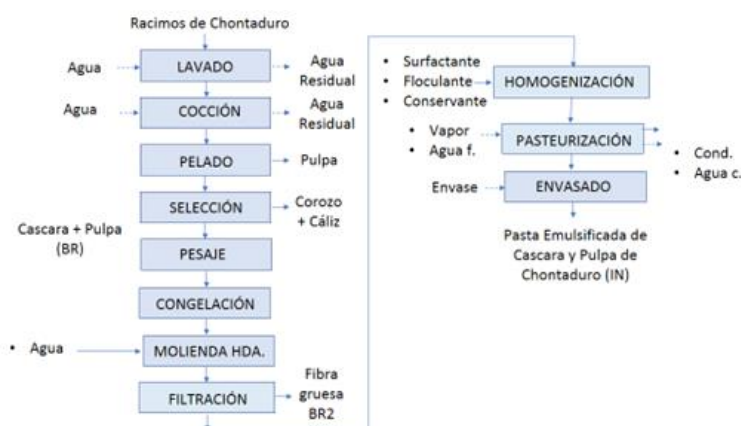 Racimos de Chontaduro
Agua
LAVADO
Agua
Residual
Agua
COCCIÓN
Agua
Residual
PELADO
Pulpa
SELECCIÓN
Corozo
+ Cáliz
Cascara + Pulpa
(BR)
PESAJE
CONGELACIÓN
• Agua
MOLIENDA HDA.
FILTRACIÓN
Fibra
gruesa
BR2
• Surfactante
• Floculante
• Conservante
HOMOGENIZACIÓN
• Vapor
• Agua f.
PASTEURIZACIÓN
• Cond.
• Agua c.
Envase
ENVASADO
Pasta Emulsificada de
Cascara y Pulpa de
Chontaduro (IN)